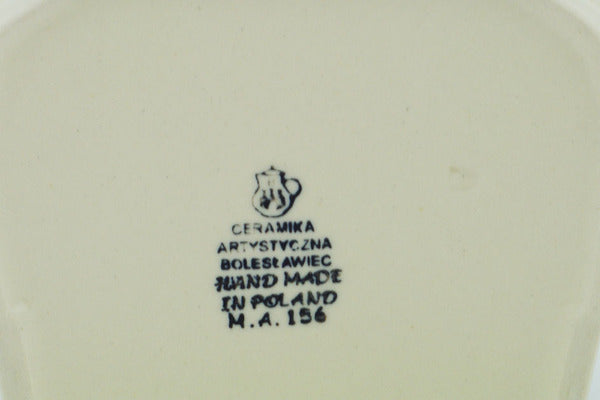 CERAMIKA
ARTYSTYCZNA
BOLESŁAWIEC
HAND MADE
IN POLAND
M.A. 156